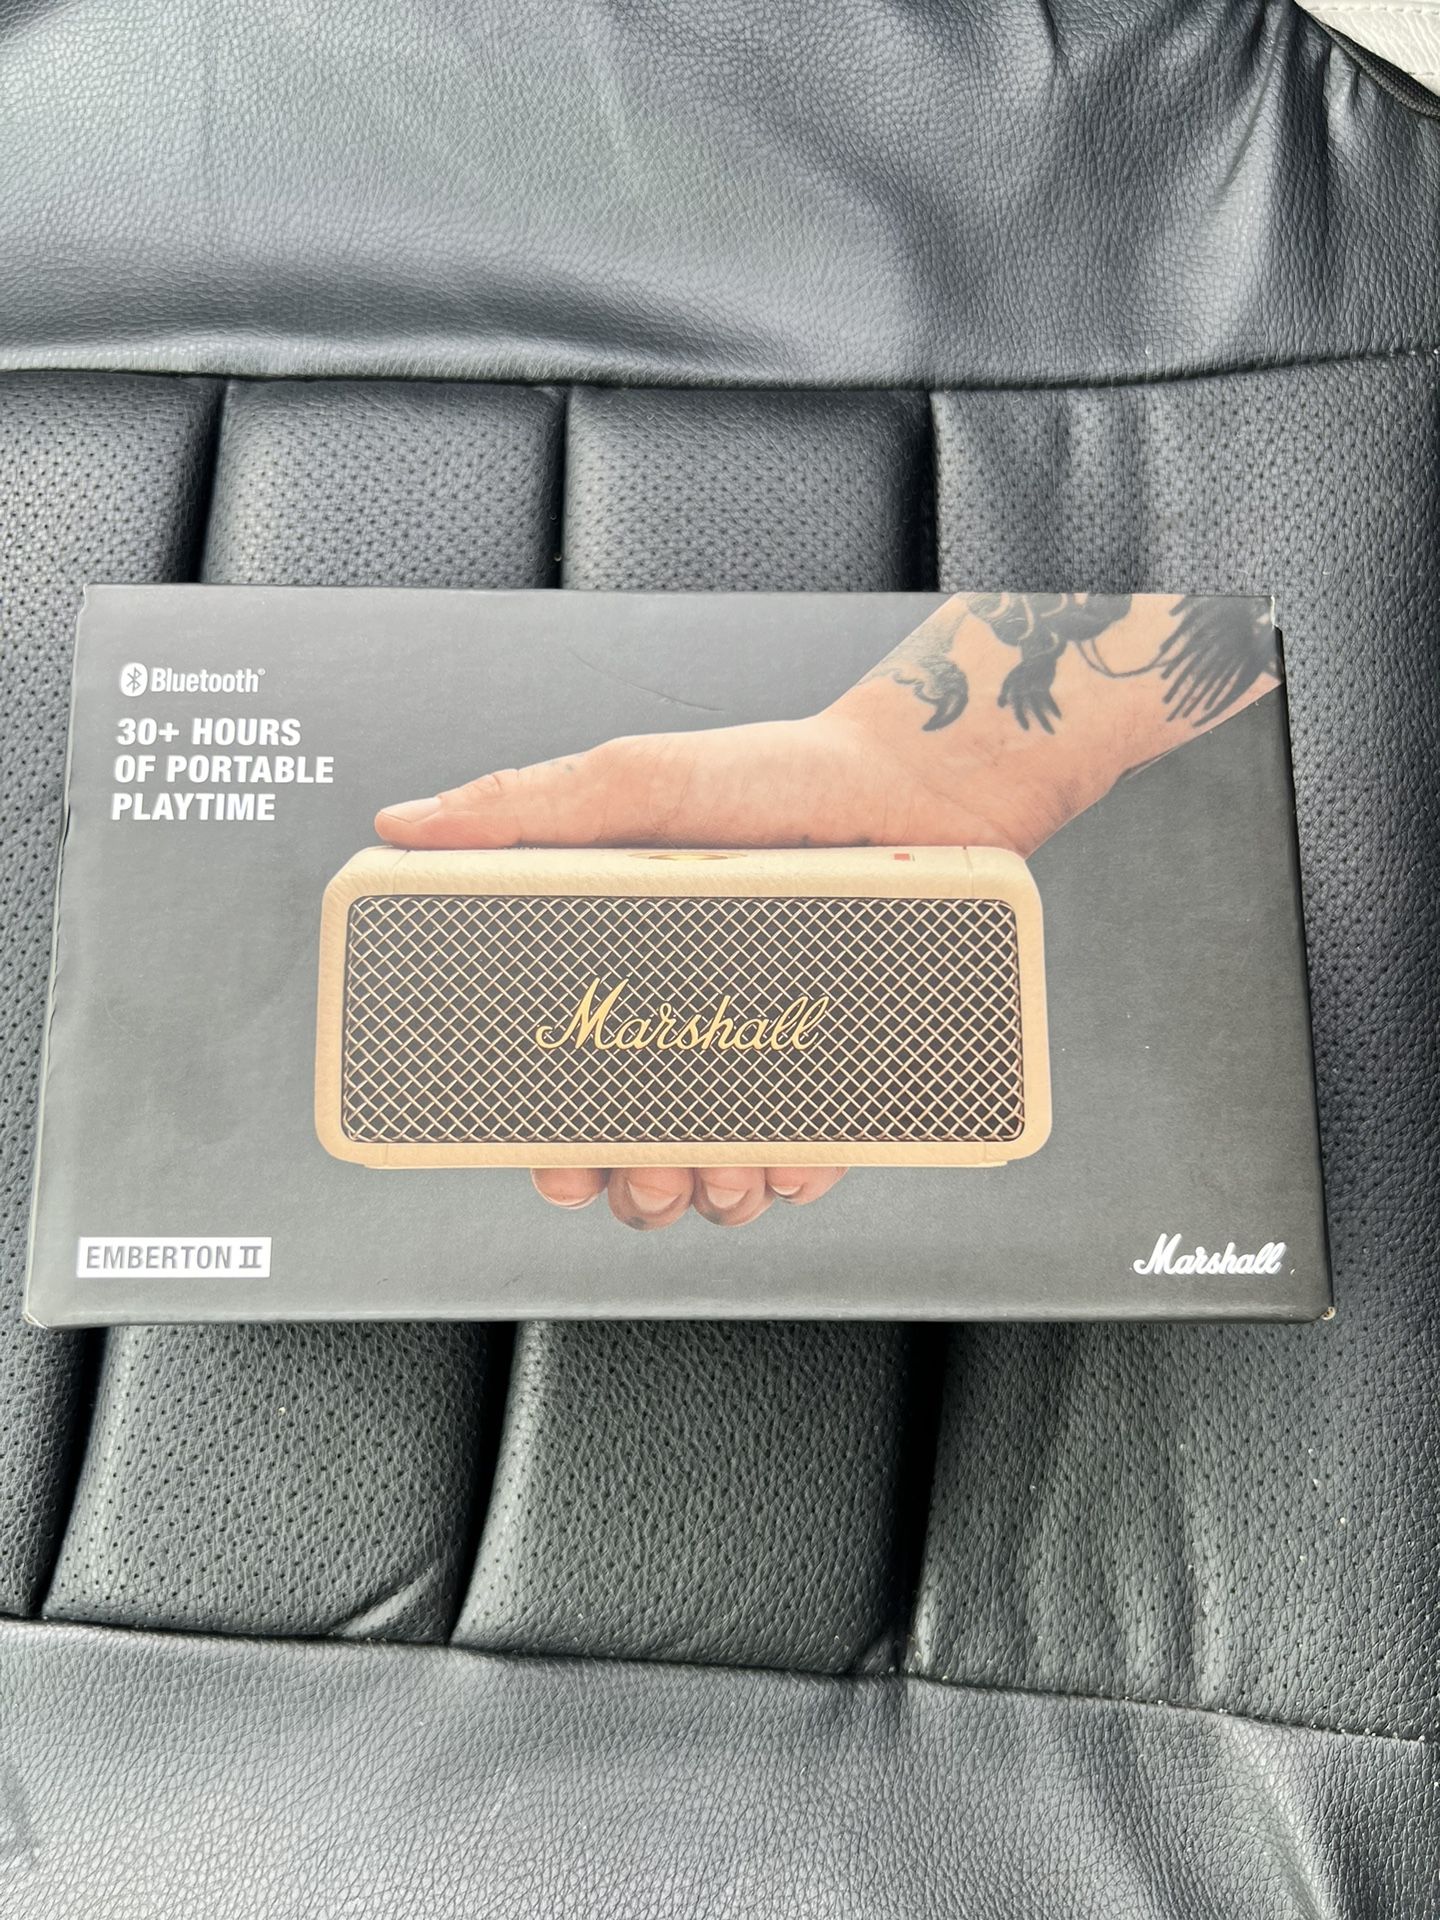 Bluetooth®
30+ HOURS
OF PORTABLE
PLAYTIME
Marshall
EMBERTON II
Marshall